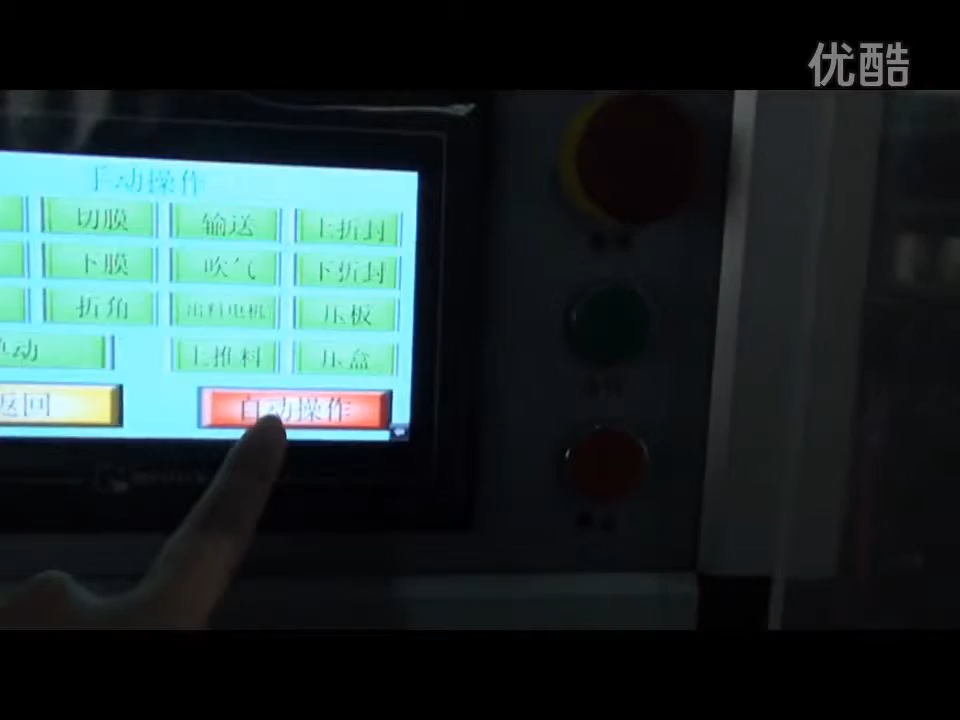 优酷
手动操作
切膜 输送 上折封
下膜 吹气 下折封
折角 出料电机 压板
动 上推料 压盒
返回 自动操作